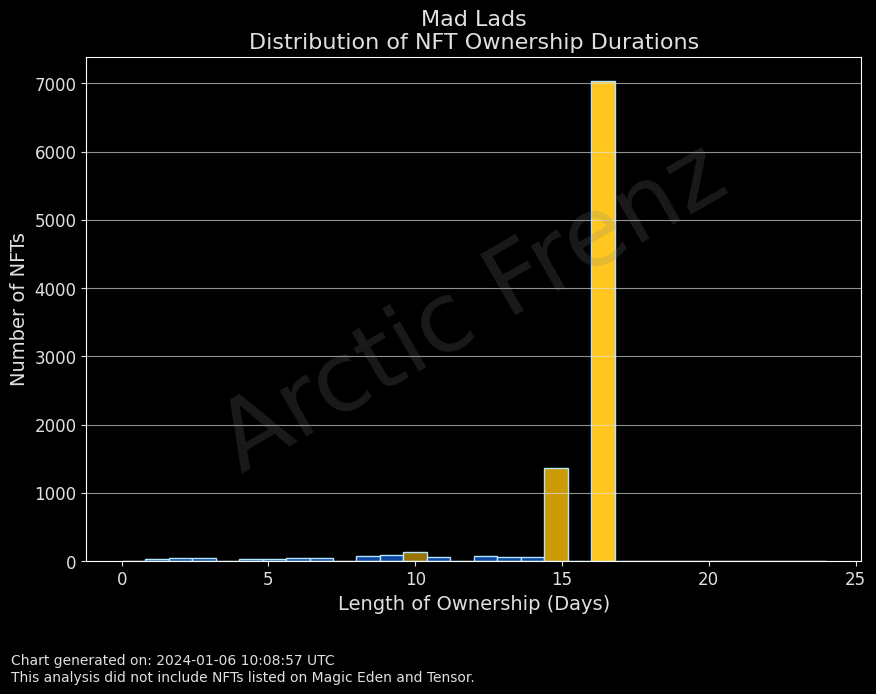 Mad Lads
Distribution of NFT Ownership Durations
Number of NFTs
7000
6000
5000
4000
3000
2000
1000
0
Arctic Frenz
0 5 10 15 20 25
Length of Ownership (Days)
Chart generated on: 2024-01-06 10:08:57 UTC
This analysis did not include NFTs listed on Magic Eden and Tensor.